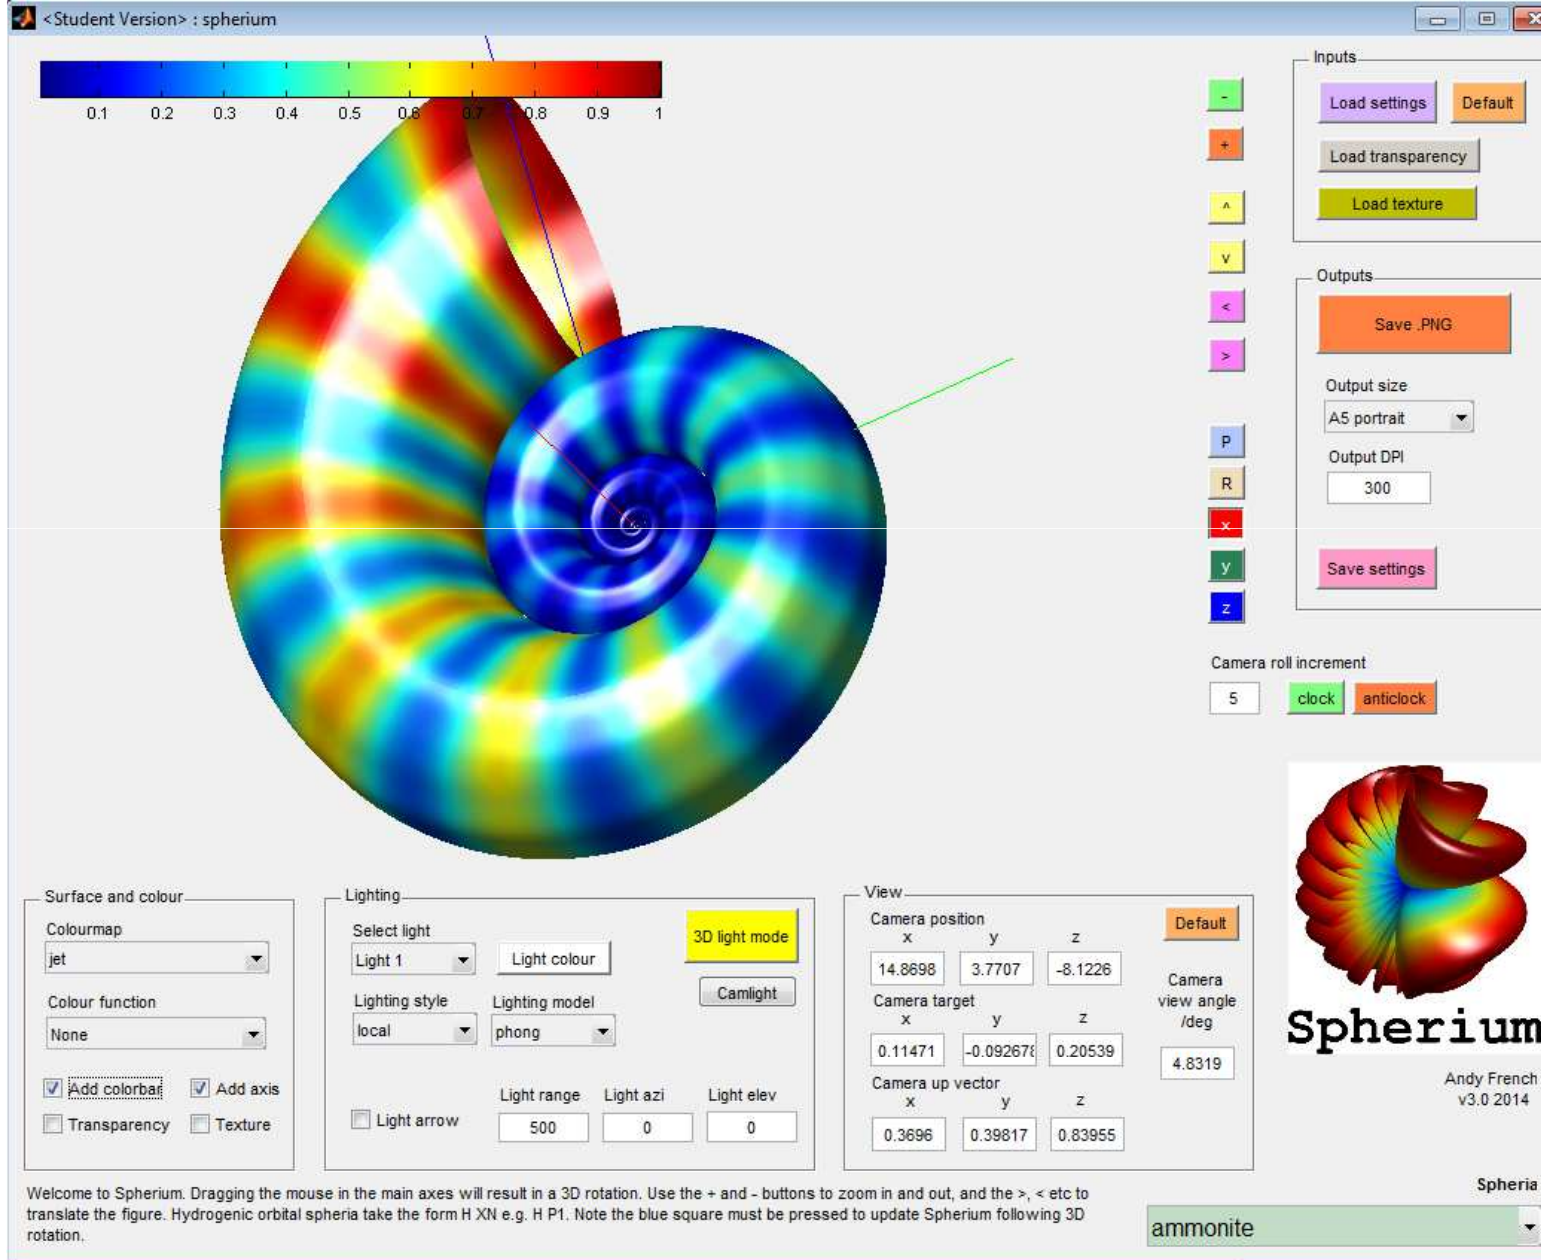 <Student Version> : spherium
0.1 0.2 0.3 0.4 0.5 0.6 0.7 0.8 0.9 1
-
+
^
v
<
>
P
R
x
y
z
Inputs
Load settings Default
Load transparency
Load texture
Outputs
Save .PNG
Output size
A5 portrait
Output DPI
300
Save settings
Camera roll increment
5 clock anticlock
Spherium
Andy French
v3.0 2014
Surface and colour
Colourmap
jet
Colour function
None
Add colorbar Add axis
Transparency Texture
Lighting
Select light
Light 1 Light colour
3D light mode
Camlight
Lighting style Lighting model
local phong
Light arrow
Light range Light azi Light elev
500 0 0
View
Camera position
x y z
14.8698 3.7707 -8.1226
Camera target
x y z
0.11471 -0.092678 0.20539
Camera up vector
x y z
0.3696 0.39817 0.83955
Default
Camera
view angle
/deg
4.8319
Welcome to Spherium. Dragging the mouse in the main axes will result in a 3D rotation. Use the + and - buttons to zoom in and out, and the >, < etc to
translate the figure. Hydrogenic orbital spheria take the form H XN e.g. H P1. Note the blue square must be pressed to update Spherium following 3D
rotation.
Spheria
ammonite